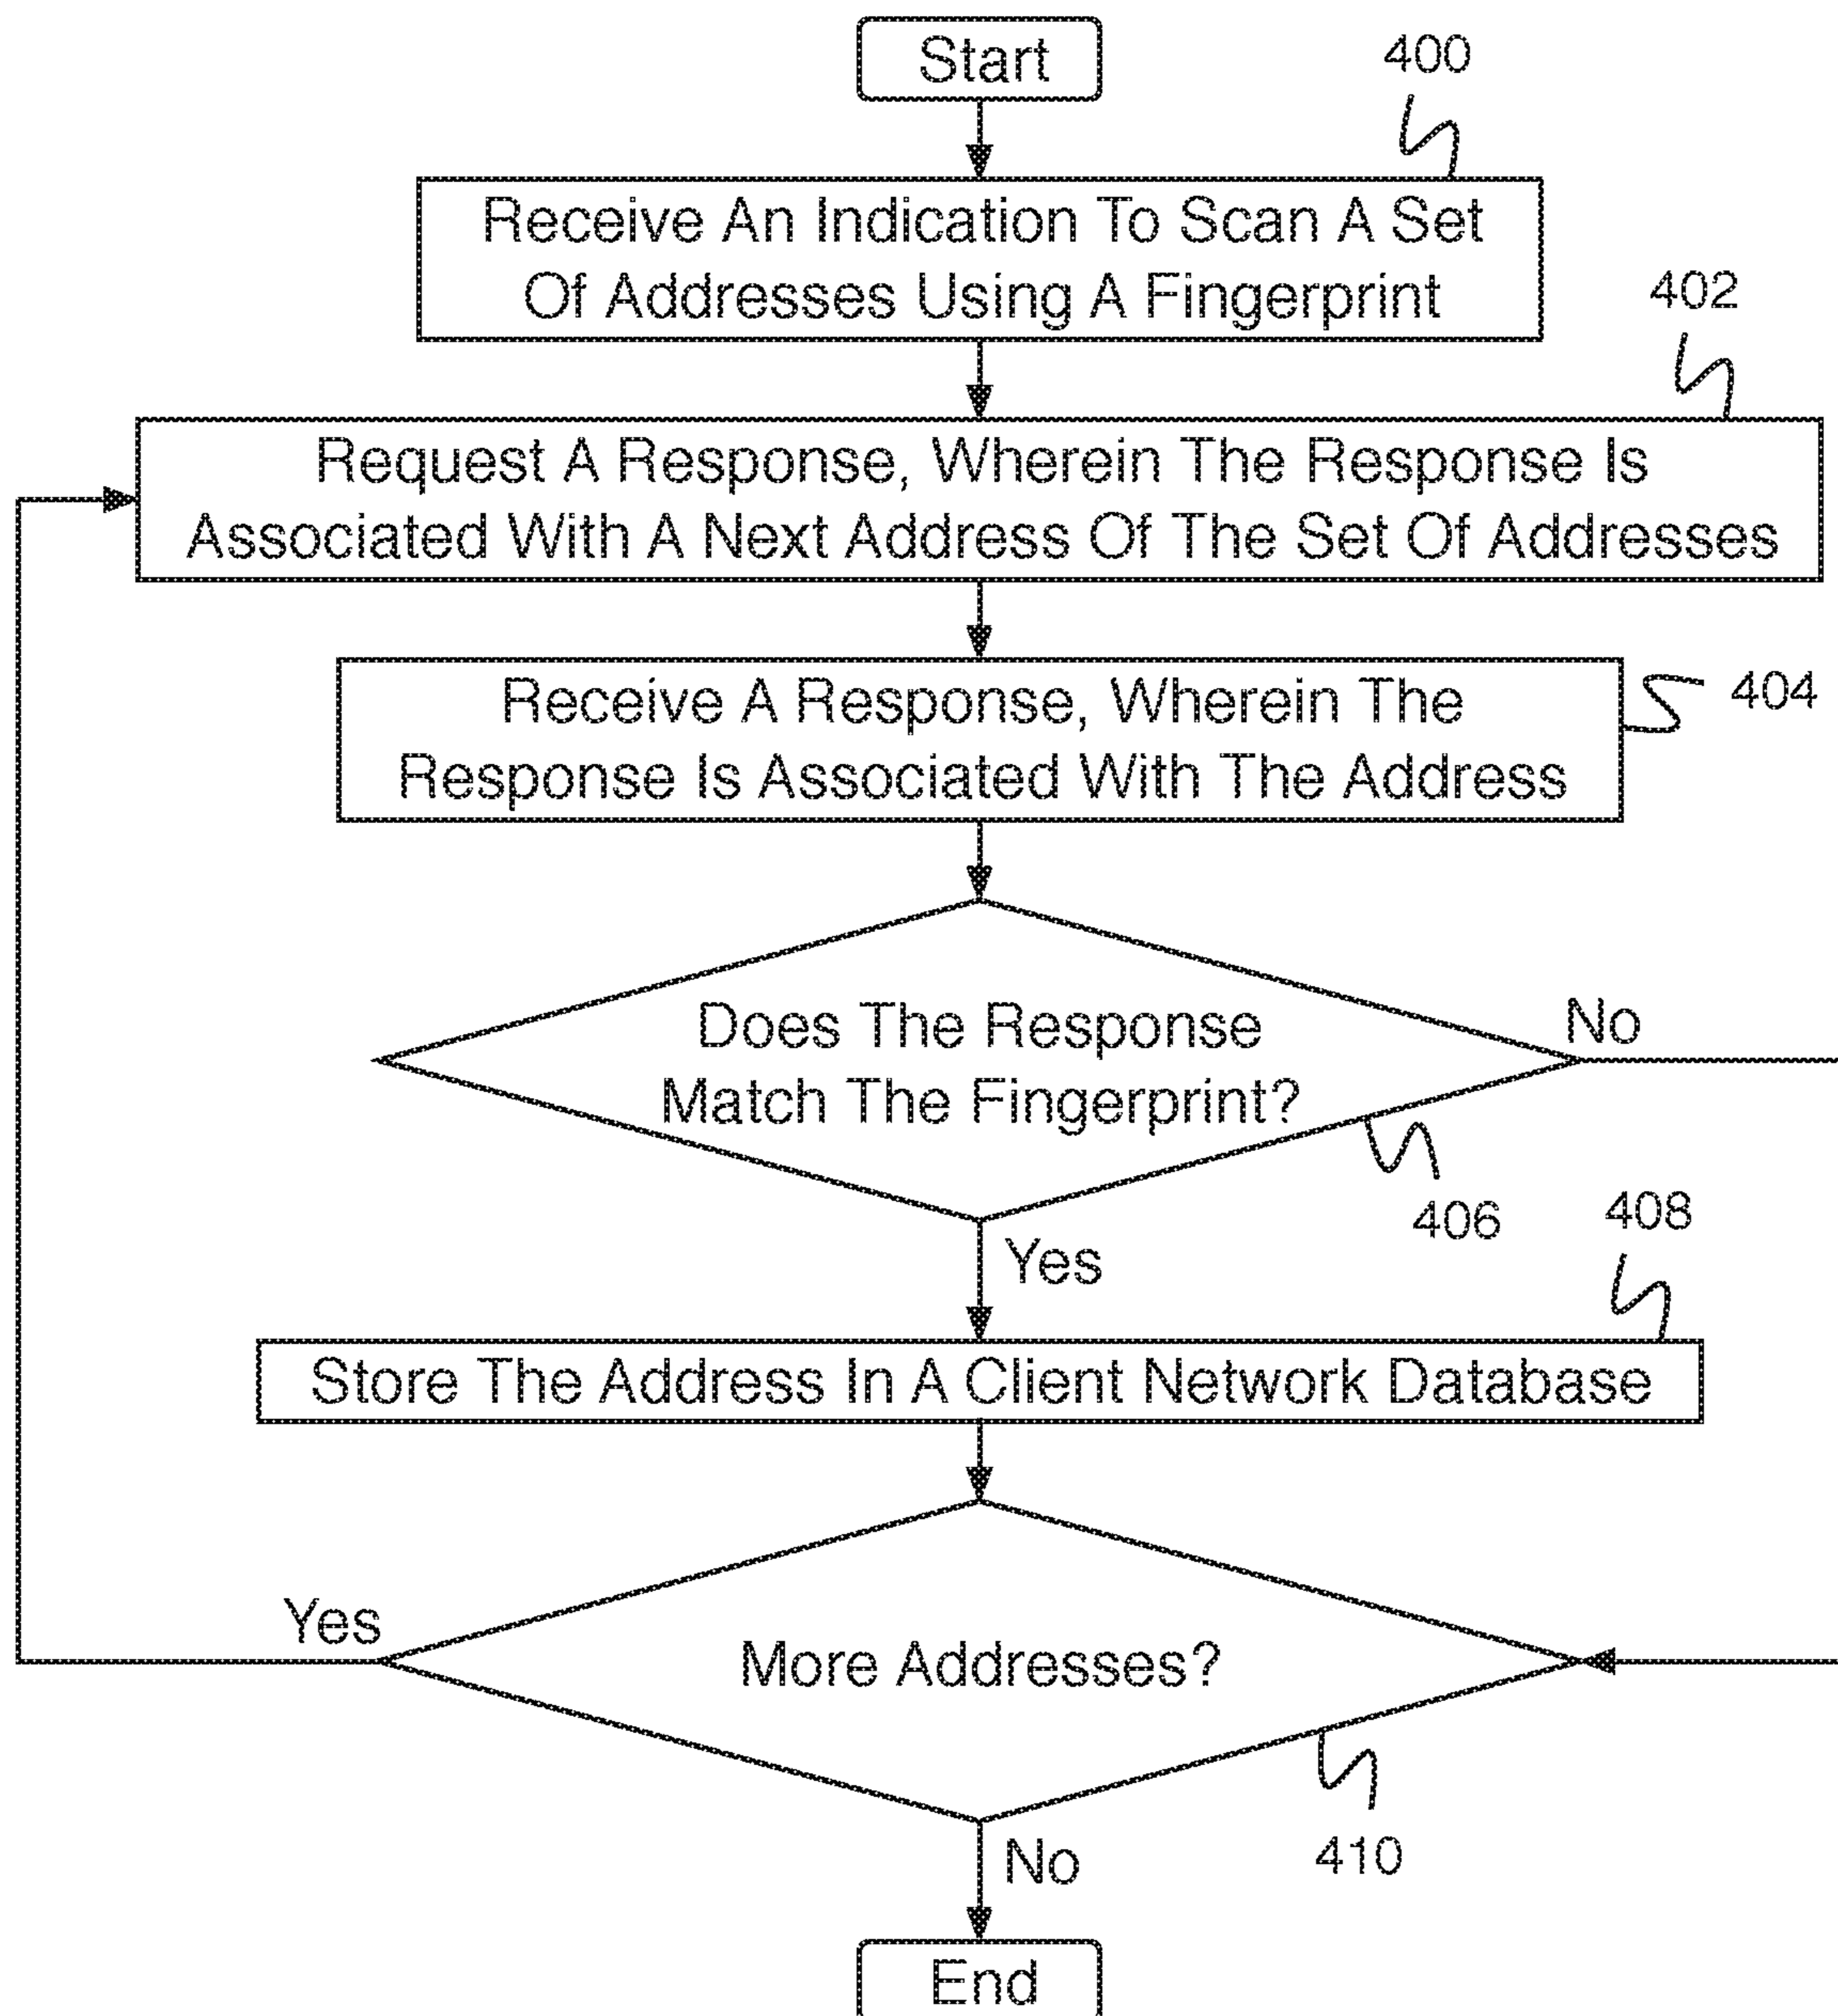 Start
400
Receive An Indication To Scan A Set
Of Addresses Using A Fingerprint
402
Request A Response, Wherein The Response Is
Associated With A Next Address Of The Set Of Addresses
Receive A Response, Wherein The
Response Is Associated With The Address
404
Does The Response
Match The Fingerprint?
No
406
Yes
408
Store The Address In A Client Network Database
Yes
More Addresses?
410
No
End